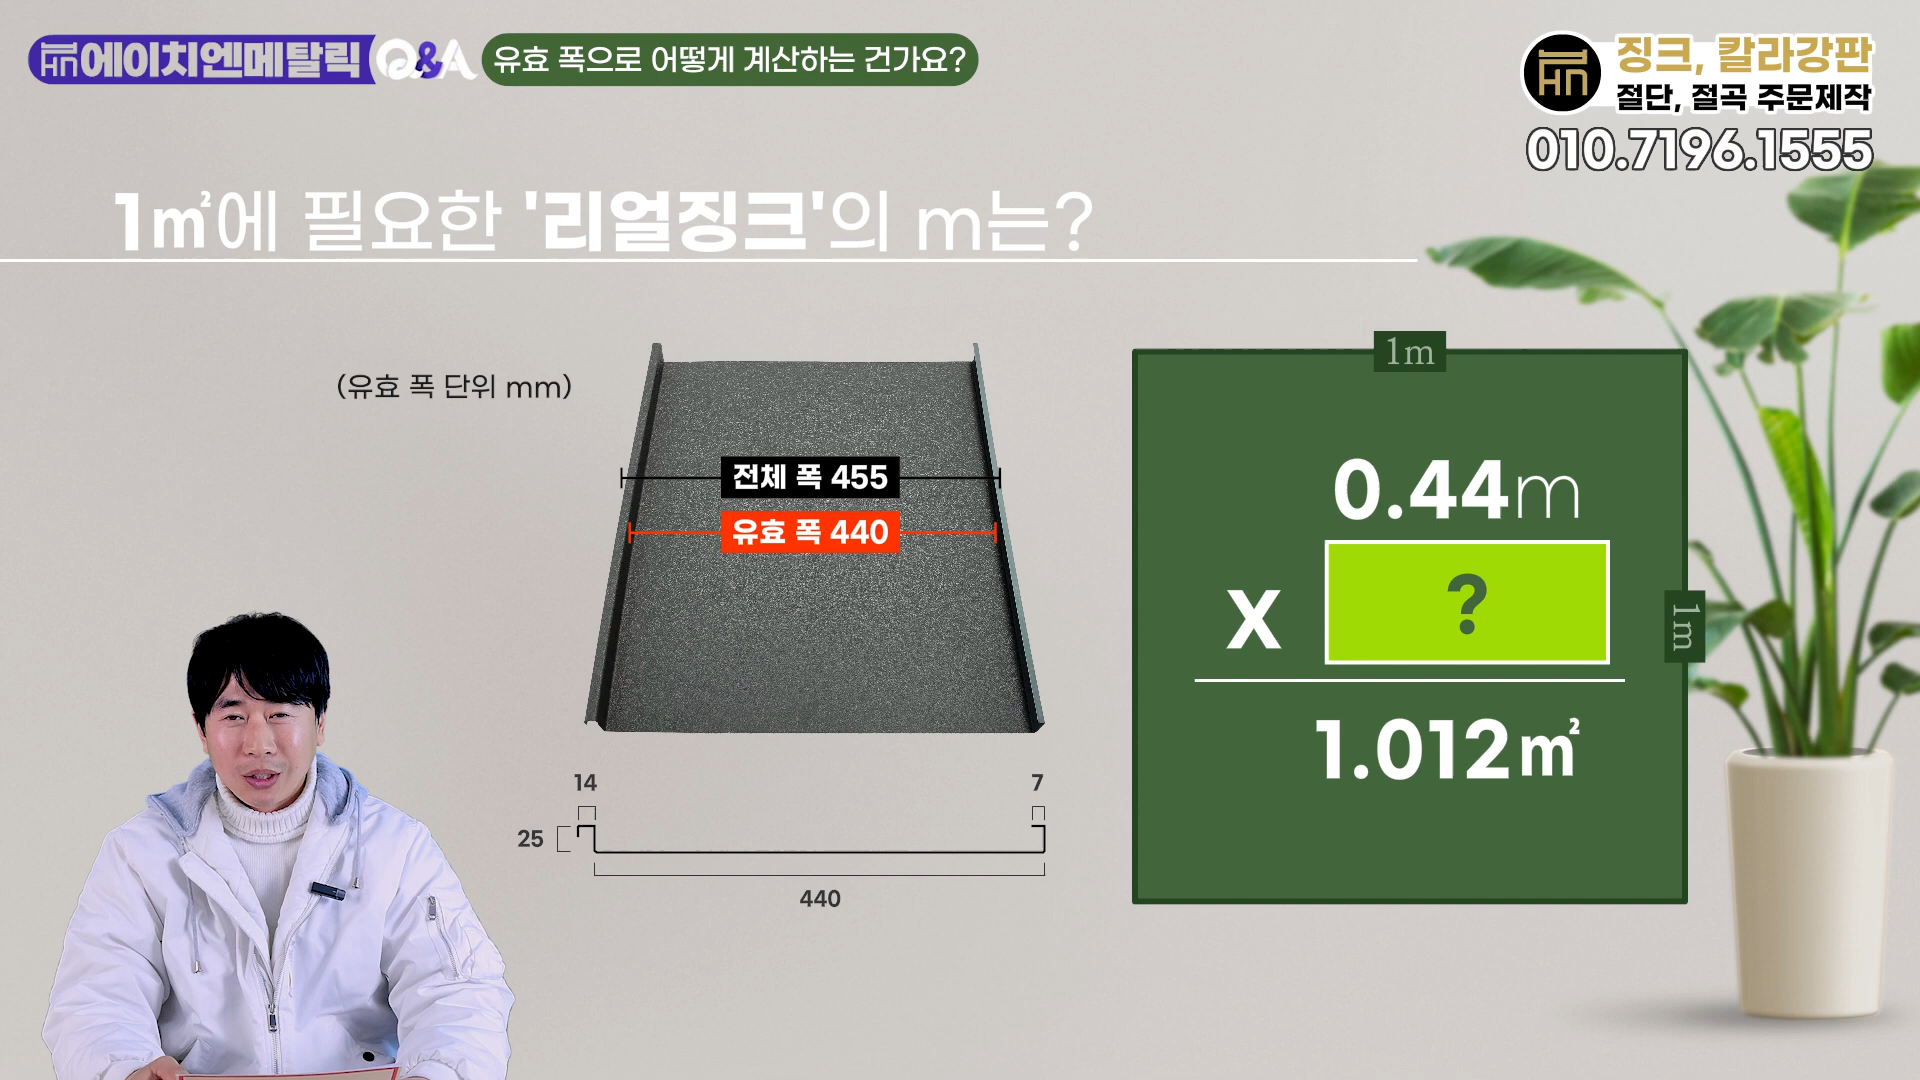 에이치엔메탈릭 Q&A 유효 폭으로 어떻게 계산하는 건가요?
징크, 칼라강판
절단, 절곡 주문제작
010.7196.1555
1㎡에 필요한 '리얼징크'의 m는?
(유효 폭 단위 mm)
전체 폭 455
유효 폭 440
14
7
25
440
1m
0.44m
X ?
1m
1.012㎡